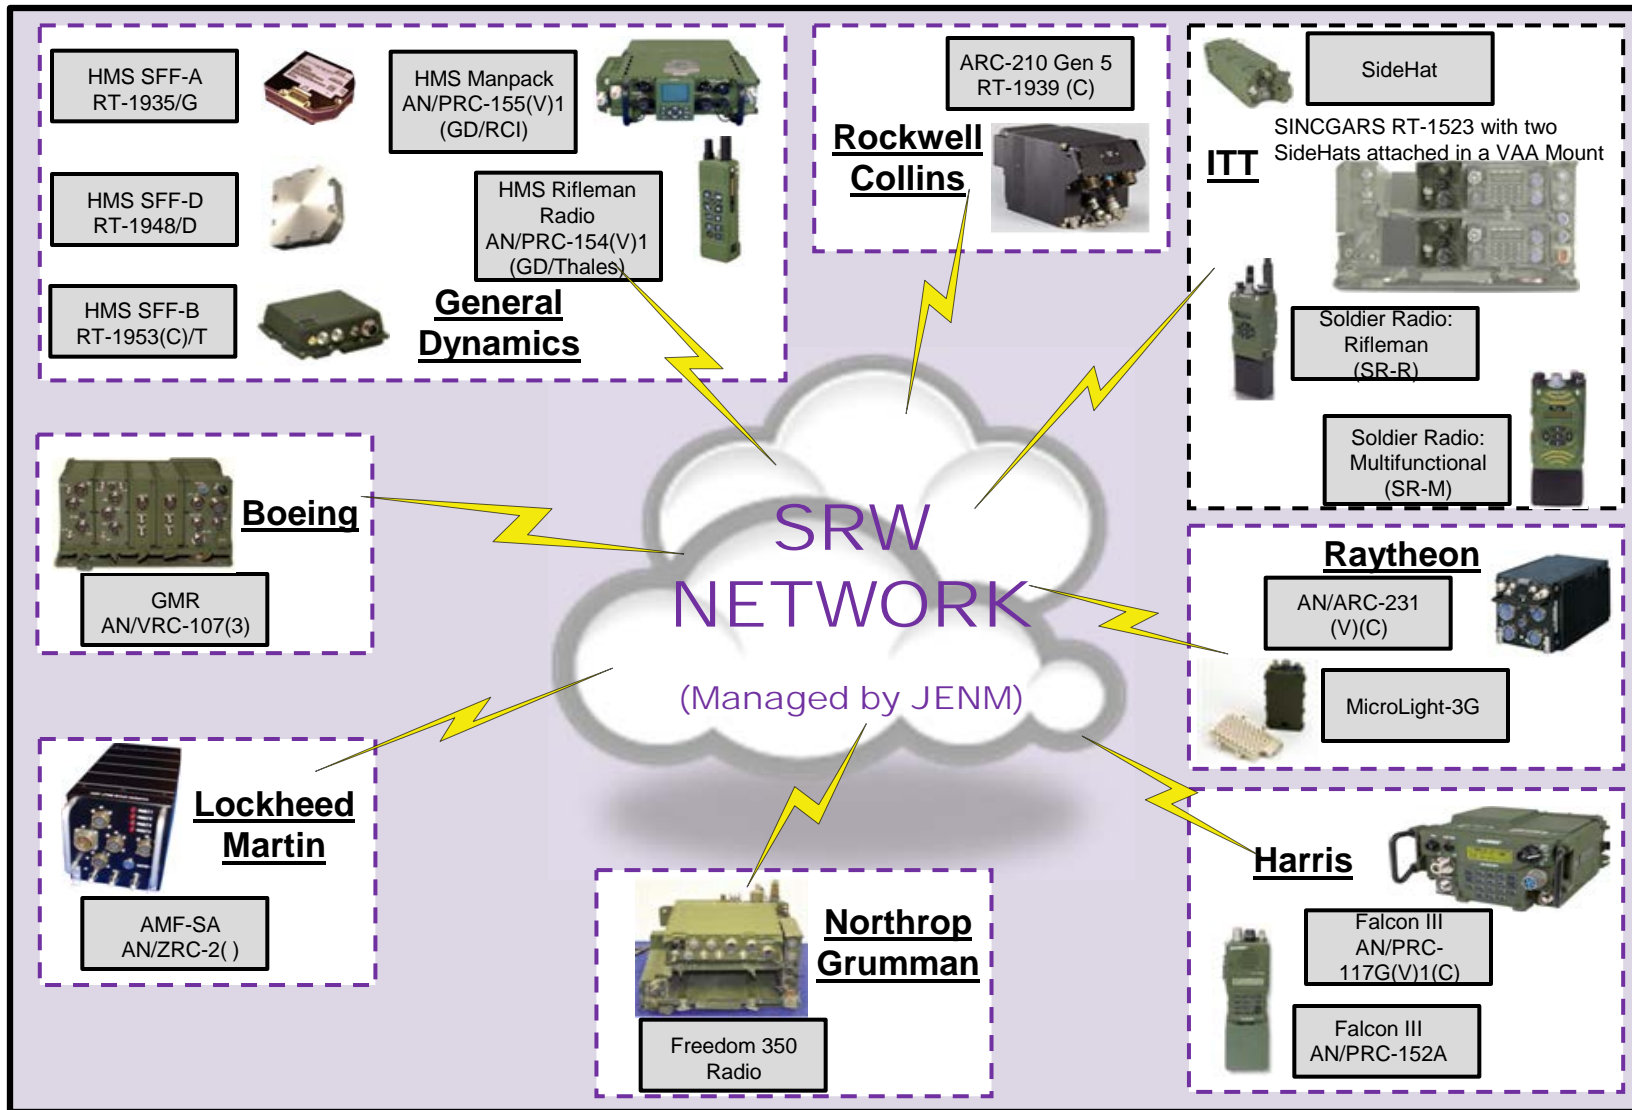 HMS SFF-A
RT-1935/G
HMS Manpack
AN/PRC-155(V)1
(GD/RCI)
HMS SFF-D
RT-1948/D
HMS Rifleman
Radio
AN/PRC-154(V)1
(GD/Thales)
HMS SFF-B
RT-1953(C)/T
General
Dynamics
ARC-210 Gen 5
RT-1939 (C)
Rockwell
Collins
SideHat
SINCGARS RT-1523 with two
SideHats attached in a VAA Mount
ITT
Soldier Radio:
Rifleman
(SR-R)
Soldier Radio:
Multifunctional
(SR-M)
Boeing
GMR
AN/VRC-107(3)
SRW
NETWORK
(Managed by JENM)
Raytheon
AN/ARC-231
(V)(C)
MicroLight-3G
Lockheed
Martin
AMF-SA
AN/ZRC-2( )
Northrop
Grumman
Freedom 350
Radio
Harris
Falcon III
AN/PRC-
117G(V)1(C)
Falcon III
AN/PRC-152A